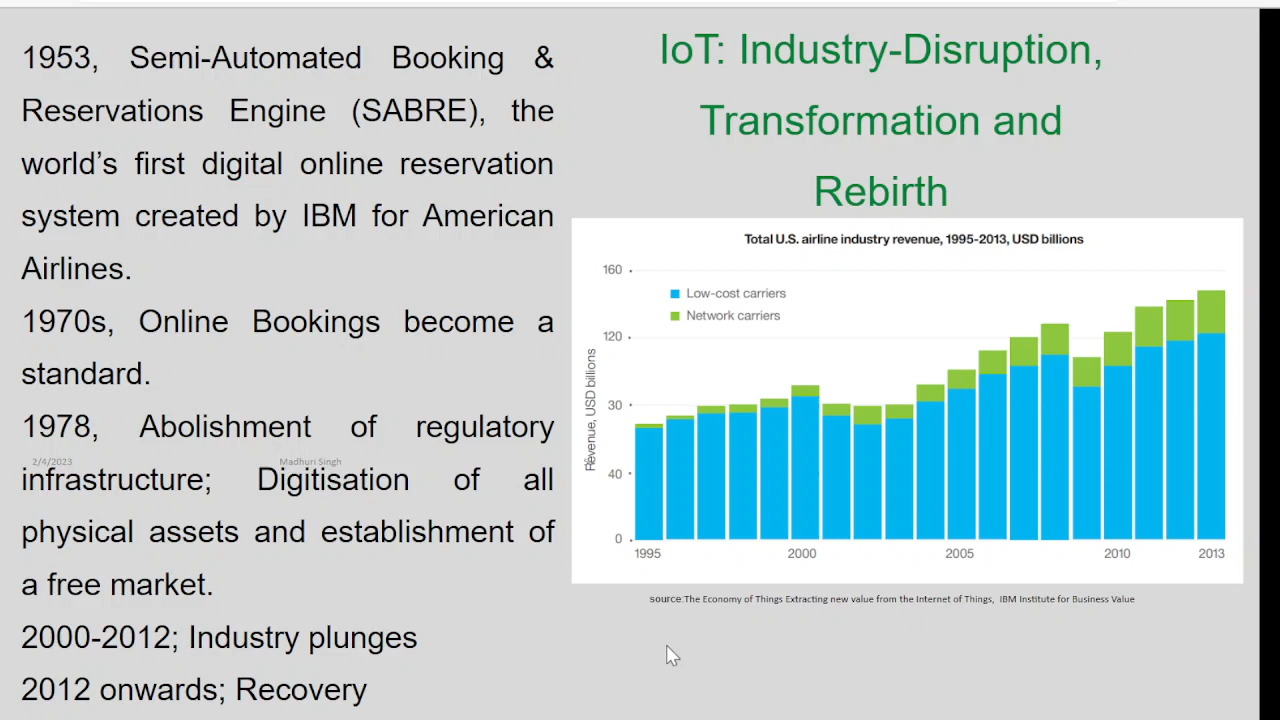 1953, Semi-Automated Booking &
Reservations Engine (SABRE), the
world's first digital online reservation
system created by IBM for American
Airlines.
1970s, Online Bookings become a
standard.
1978, Abolishment of regulatory
2/4/2023 Madhuri Singh
infrastructure; Digitisation of all
physical assets and establishment of
a free market.
2000-2012; Industry plunges
2012 onwards; Recovery
IoT: Industry-Disruption,
Transformation and
Rebirth
Total U.S. airline industry revenue, 1995-2013, USD billions
Revenue, USD billions
160
Low-cost carriers
Network carriers
120
30
40
0
1995 2000 2005 2010 2013
source:The Economy of Things Extracting new value from the Internet of Things, IBM Institute for Business Value